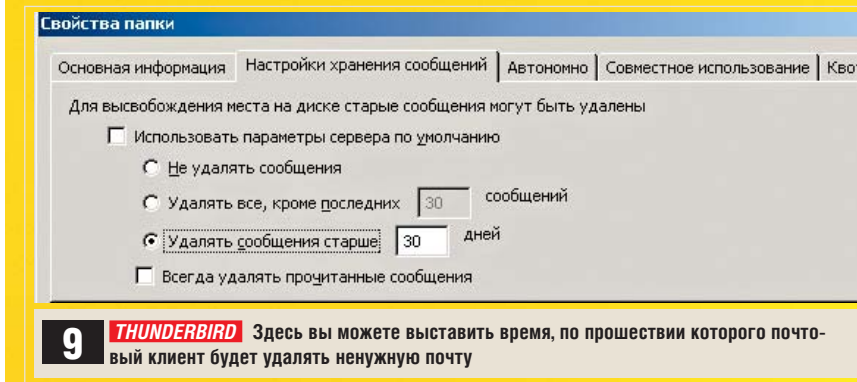 Свойства папки
Основная информация Настройки хранения сообщений Автономно Совместное использование Кво
Для высвобождения места на диске старые сообщения могут быть удалены
Использовать параметры сервера по умолчанию
Не удалять сообщения
Удалять все, кроме последних 30 сообщений
Удалять сообщения старше 30 дней
Всегда удалять прочитанные сообщения
9 THUNDERBIRD Здесь вы можете выставить время, по прошествии которого почто-
вый клиент будет удалять ненужную почту